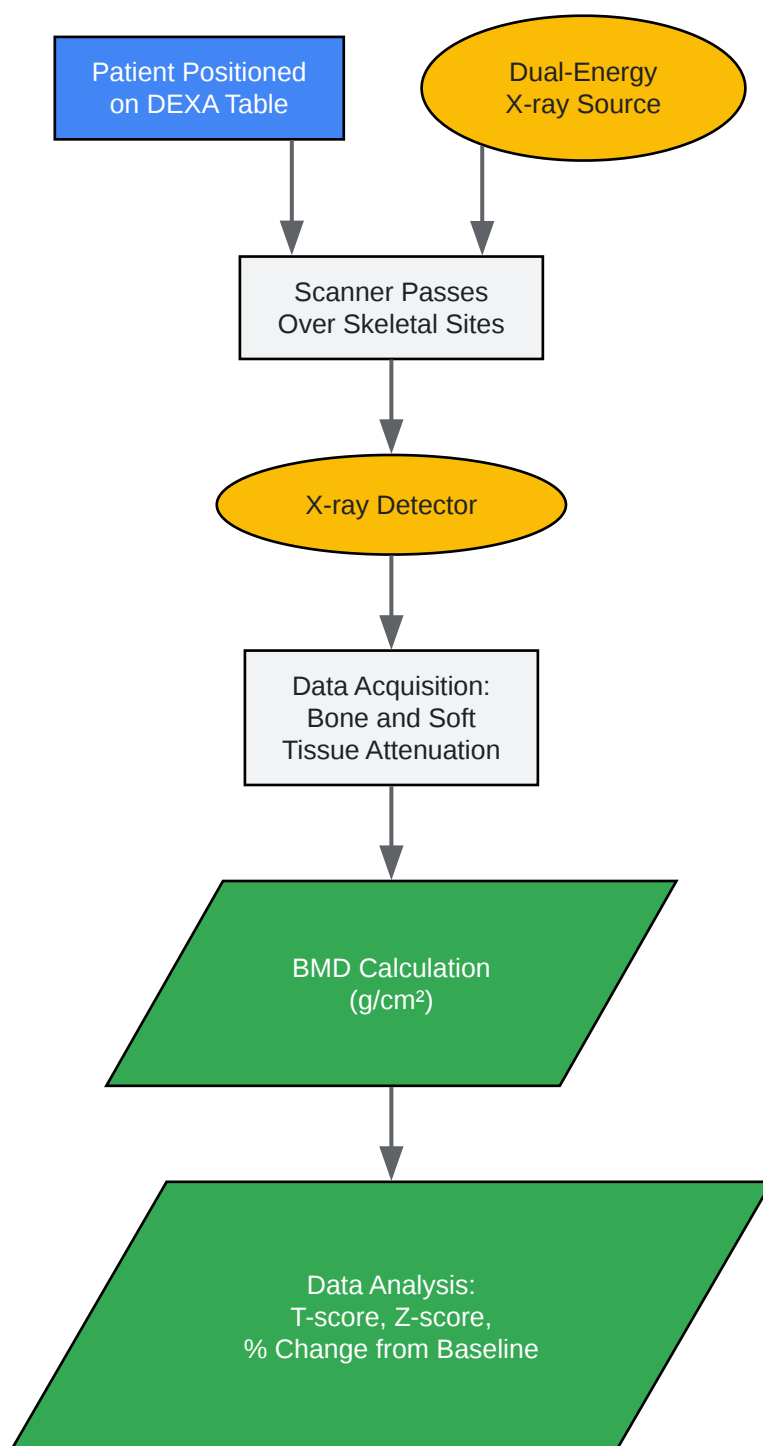 Patient Positioned
on DEXA Table
Dual-Energy
X-ray Source
Scanner Passes
Over Skeletal Sites
X-ray Detector
Data Acquisition:
Bone and Soft
Tissue Attenuation
BMD Calculation
(g/cm²)
Data Analysis:
T-score, Z-score,
% Change from Baseline